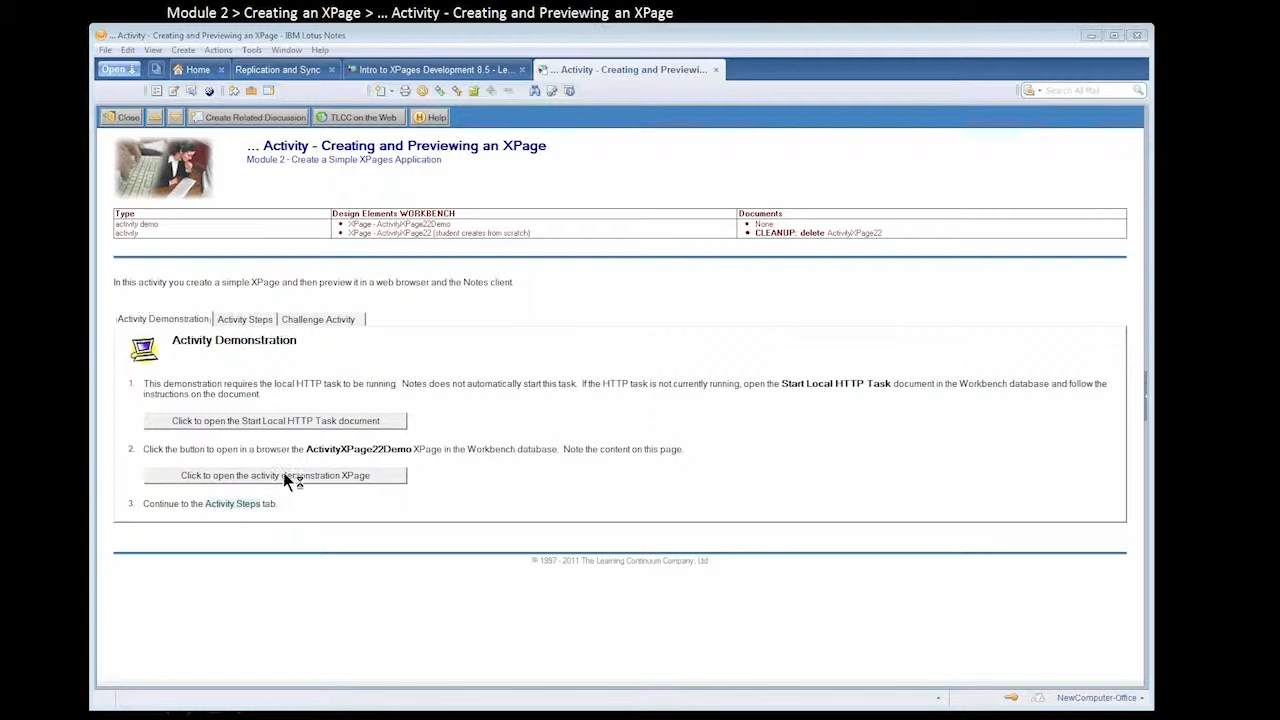 Module 2 > Creating an XPage > ... Activity - Creating and Previewing an XPage
... Activity - Creating and Previewing an XPage - IBM Lotus Notes
File Edit View Create Actions Tools Window Help
Open Home Replication and Sync Intro to XPages Development 8.5 - Le... ... Activity - Creating and Previewi...
Search All Mail
Close Create Related Discussion TLCC on the Web Help
... Activity - Creating and Previewing an XPage
Module 2 - Create a Simple XPages Application
Type Design Elements WORKBENCH Documents
activity demo • XPage - ActivityXPage22Demo • None
activity • XPage - ActivityXPage22 (student creates from scratch) • CLEANUP: delete ActivityXPage22
In this activity you create a simple XPage and then preview it in a web browser and the Notes client.
Activity Demonstration Activity Steps Challenge Activity
Activity Demonstration
1. This demonstration requires the local HTTP task to be running. Notes does not automatically start this task. If the HTTP task is not currently running, open the Start Local HTTP Task document in the Workbench database and follow the
instructions on the document.
Click to open the Start Local HTTP Task document
2. Click the button to open in a browser the ActivityXPage22Demo XPage in the Workbench database. Note the content on this page.
Click to open the activity demonstration XPage
3. Continue to the Activity Steps tab.
© 1997 - 2011 The Learning Continuum Company, Ltd
NewComputer-Office